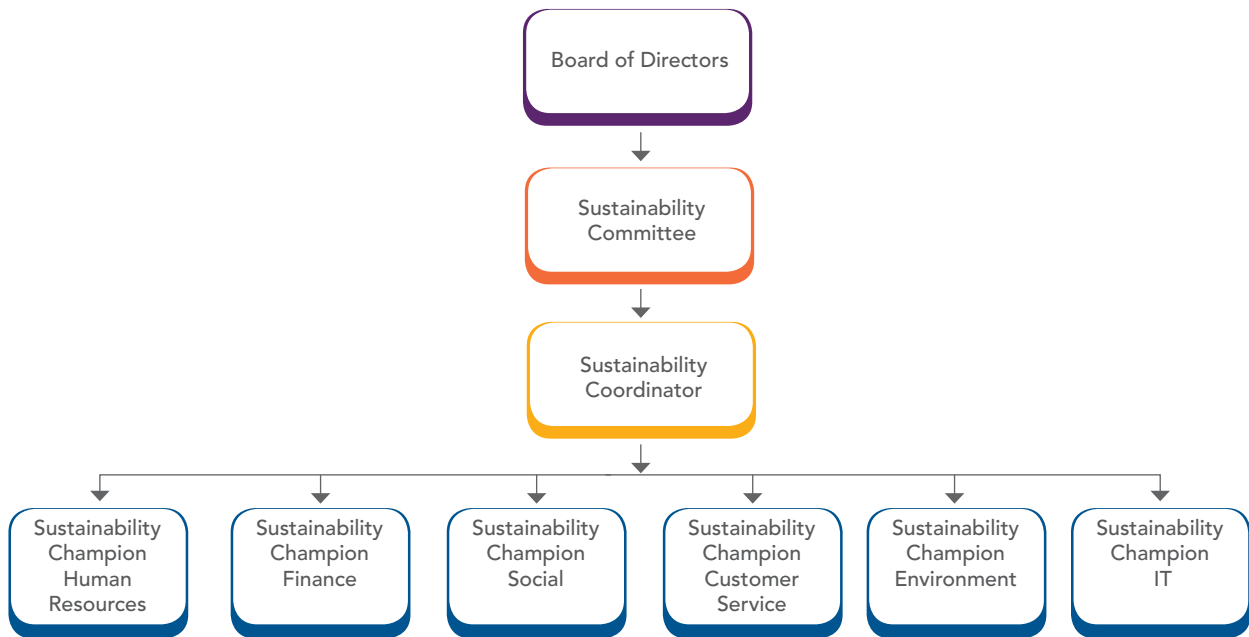 Board of Directors
Sustainability
Committee
Sustainability
Coordinator
Sustainability
Champion
Human
Resources
Sustainability
Champion
Finance
Sustainability
Champion
Social
Sustainability
Champion
Customer
Service
Sustainability
Champion
Environment
Sustainability
Champion
IT